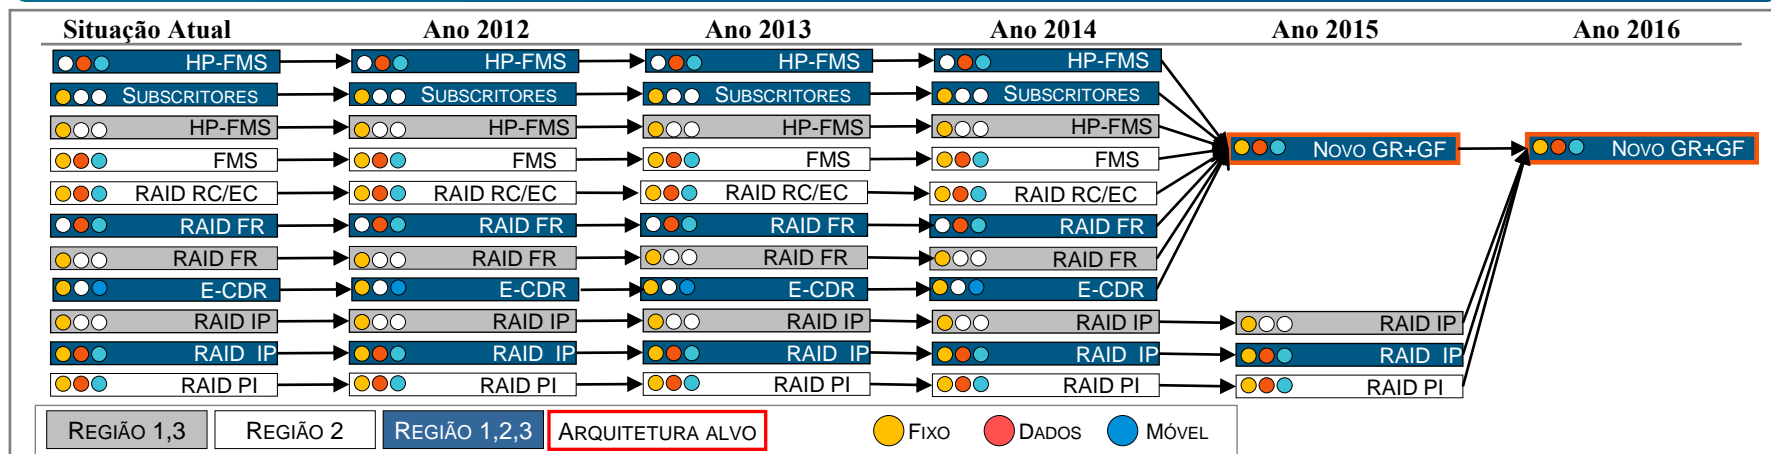 Situação Atual Ano 2012 Ano 2013 Ano 2014 Ano 2015 Ano 2016
HP-FMS HP-FMS HP-FMS HP-FMS
SUBSCRITORES SUBSCRITORES SUBSCRITORES SUBSCRITORES
HP-FMS HP-FMS HP-FMS HP-FMS
NOVO GR+GF NOVO GR+GF
FMS FMS FMS FMS
RAID RC/EC RAID RC/EC RAID RC/EC RAID RC/EC
RAID FR RAID FR RAID FR RAID FR
RAID FR RAID FR RAID FR RAID FR
E-CDR E-CDR E-CDR E-CDR
RAID IP RAID IP RAID IP RAID IP RAID IP
RAID IP RAID IP RAID IP RAID IP RAID IP
RAID PI RAID PI RAID PI RAID PI RAID PI
REGIÃO 1,3 REGIÃO 2 REGIÃO 1,2,3 ARQUITETURA ALVO FIXO DADOS MÓVEL